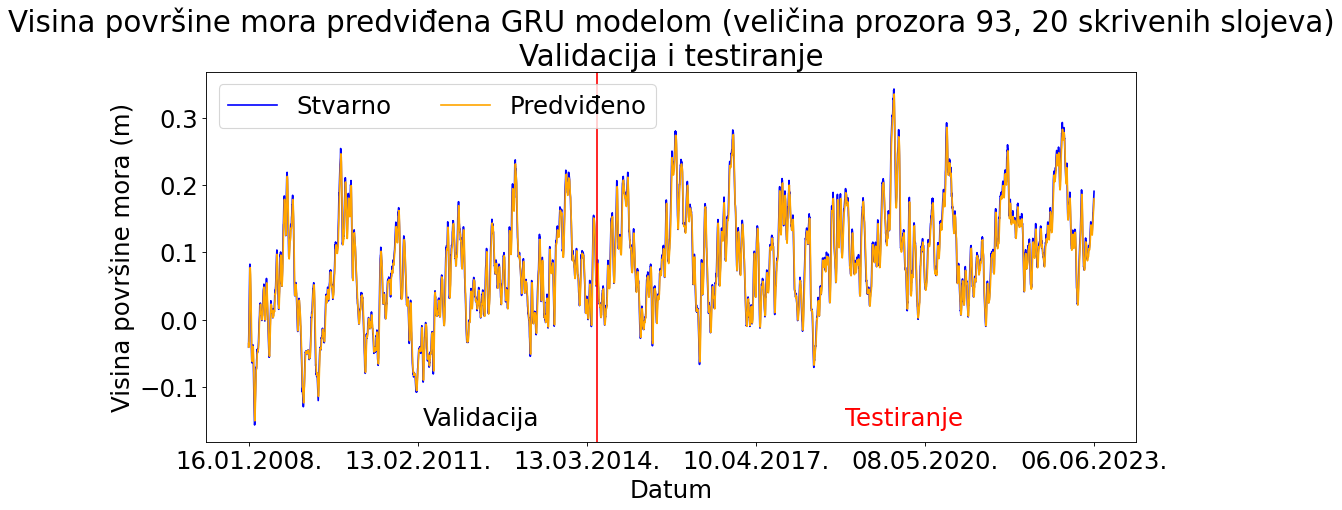 Visina površine mora predviđena GRU modelom (veličina prozora 93, 20 skrivenih slojeva)
Validacija i testiranje
Stvarno
Predviđeno
Visina površine mora (m)
0.3
0.2
0.1
0.0
−0.1
Validacija
Testiranje
16.01.2008. 13.02.2011. 13.03.2014. 10.04.2017. 08.05.2020. 06.06.2023.
Datum